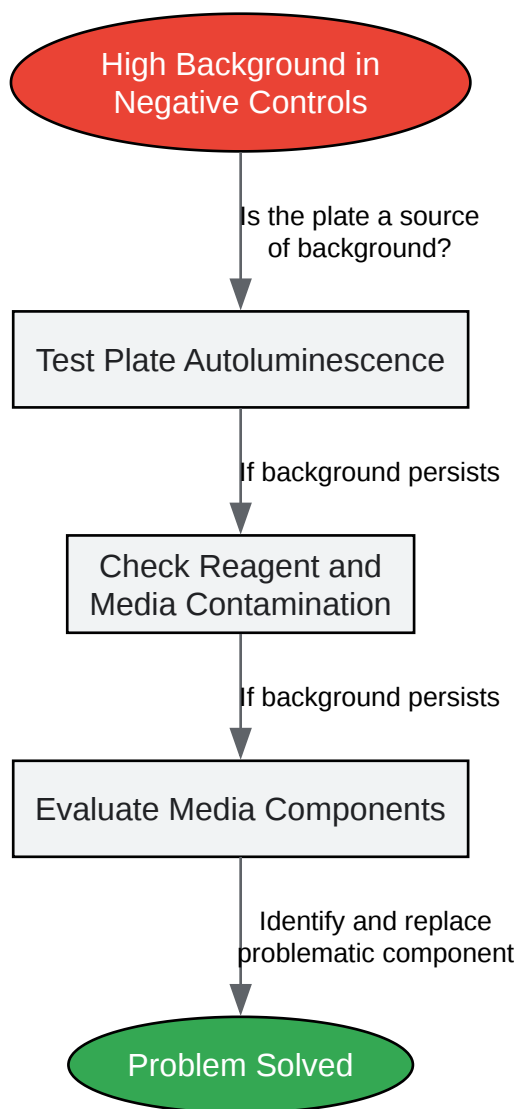 High Background in
Negative Controls
Is the plate a source
of background?
Test Plate Autoluminescence
If background persists
Check Reagent and
Media Contamination
If background persists
Evaluate Media Components
Identify and replace
problematic component
Problem Solved